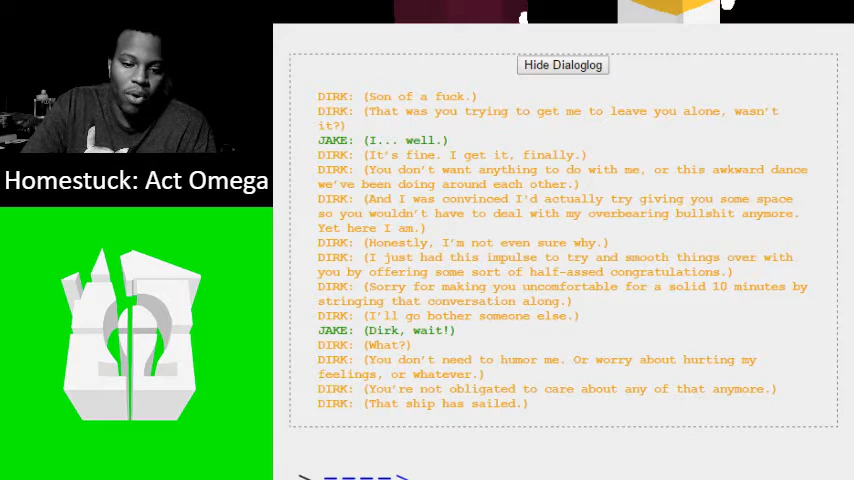 Hide Dialoglog
DIRK: (Son of a fuck.)
DIRK: (That was you trying to get me to leave you alone, wasn't
it?)
JAKE: (I... well.)
DIRK: (It's fine. I get it, finally.)
DIRK: (You don't want anything to do with me, or this awkward dance
we've been doing around each other.)
DIRK: (And I was convinced I'd actually try giving you some space
so you wouldn't have to deal with my overbearing bullshit anymore.
Yet here I am.)
DIRK: (Honestly, I'm not even sure why.)
DIRK: (I just had this impulse to try and smooth things over with
you by offering some sort of half-assed congratulations.)
DIRK: (Sorry for making you uncomfortable for a solid 10 minutes by
stringing that conversation along.)
DIRK: (I'll go bother someone else.)
JAKE: (Dirk, wait!)
DIRK: (What?)
DIRK: (You don't need to humor me. Or worry about hurting my
feelings, or whatever.)
DIRK: (You're not obligated to care about any of that anymore.)
DIRK: (That ship has sailed.)
Homestuck: Act Omega
> ====>